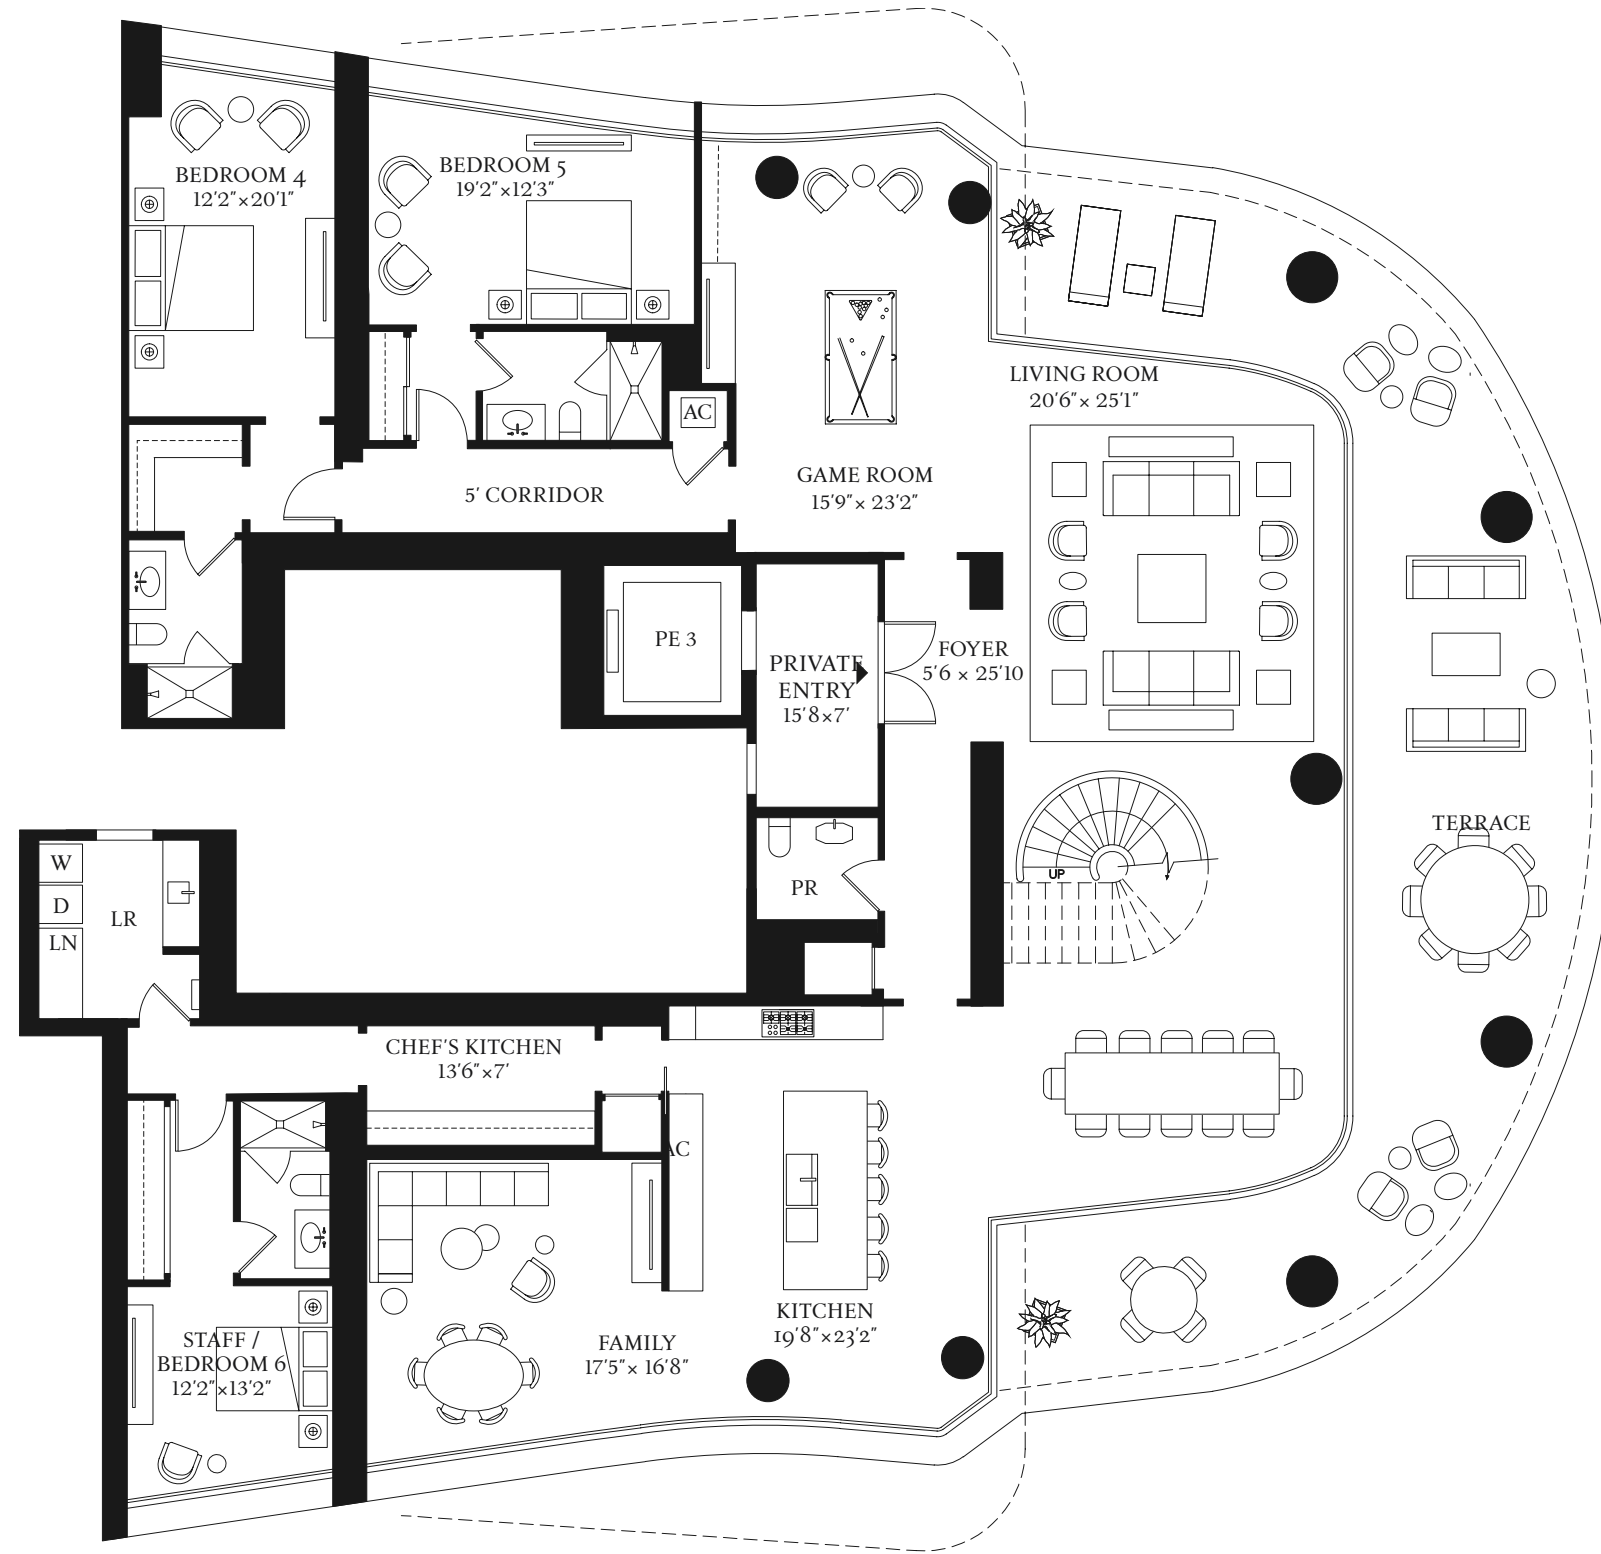 BEDROOM 4
12'2"×20'1"
BEDROOM 5
19'2"×12'3"
LIVING ROOM
20'6"× 25'1"
AC
GAME ROOM
15'9"× 23'2"
5' CORRIDOR
PE 3
PRIVATE
ENTRY
15'8×7'
FOYER
5'6 × 25'10
TERRACE
UP
PR
W
D
LN
LR
CHEF'S KITCHEN
13'6"×7'
AC
KITCHEN
19'8"×23'2"
FAMILY
17'5"× 16'8"
STAFF /
BEDROOM 6
12'2"×13'2"